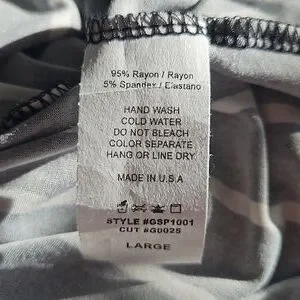 95% Rayon / Rayon
5% Spandex / Elastano
HAND WASH
COLD WATER
DO NOT BLEACH
COLOR SEPARATE
HANG OR LINE DRY
MADE IN U.S.A
STYLE #GSP1001
CUT #G0025
LARGE